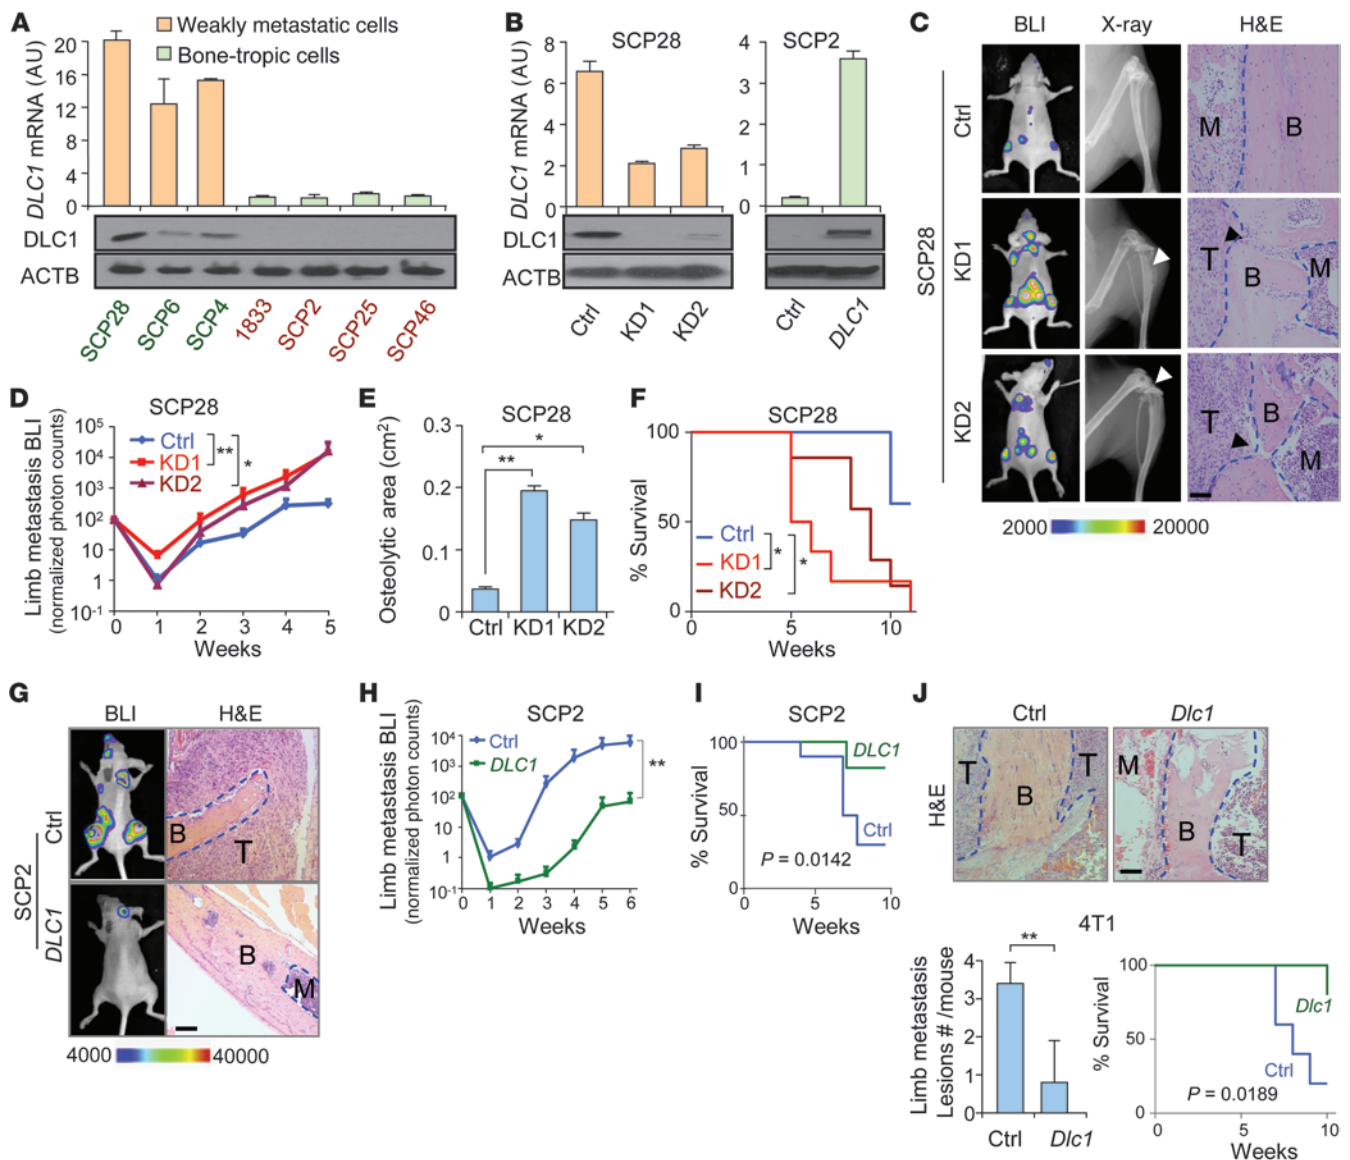 A
Weakly metastatic cells
Bone-tropic cells
DLC1 mRNA (AU)
20
16
12
8
4
0
DLC1
ACTB
SCP28
SCP6
SCP4
1833
SCP2
SCP25
SCP46
B
SCP28
SCP2
DLC1 mRNA (AU)
8
6
4
2
0
4
3
2
1
0
DLC1
ACTB
Ctrl
KD1
KD2
Ctrl
DLC1
C
BLI
X-ray
H&E
SCP28
Ctrl
M
B
KD1
T
B
M
KD2
T
B
M
2000
20000
D
SCP28
Limb metastasis BLI
(normalized photon counts)
10⁵
10⁴
10³
10²
10
1
10⁻¹
Ctrl
KD1
KD2
**
*
0 1 2 3 4 5
Weeks
E
SCP28
Osteolytic area (cm²)
0.3
0.2
0.1
0
*
**
Ctrl KD1 KD2
F
SCP28
% Survival
100
50
0
Ctrl
KD1
KD2
*
*
0 5 10
Weeks
G
BLI
H&E
SCP2
Ctrl
B
T
DLC1
B
M
4000
40000
H
SCP2
Limb metastasis BLI
(normalized photon counts)
10⁴
10³
10²
10
1
10⁻¹
Ctrl
DLC1
**
0 1 2 3 4 5 6
Weeks
I
SCP2
% Survival
100
50
0
DLC1
Ctrl
P = 0.0142
0 5 10
Weeks
J
Ctrl
Dlc1
H&E
T
B
T
M
B
T
4T1
Limb metastasis
Lesions # /mouse
4
3
2
1
0
**
Ctrl Dlc1
% Survival
100
50
0
Dlc1
Ctrl
P = 0.0189
0 5 10
Weeks